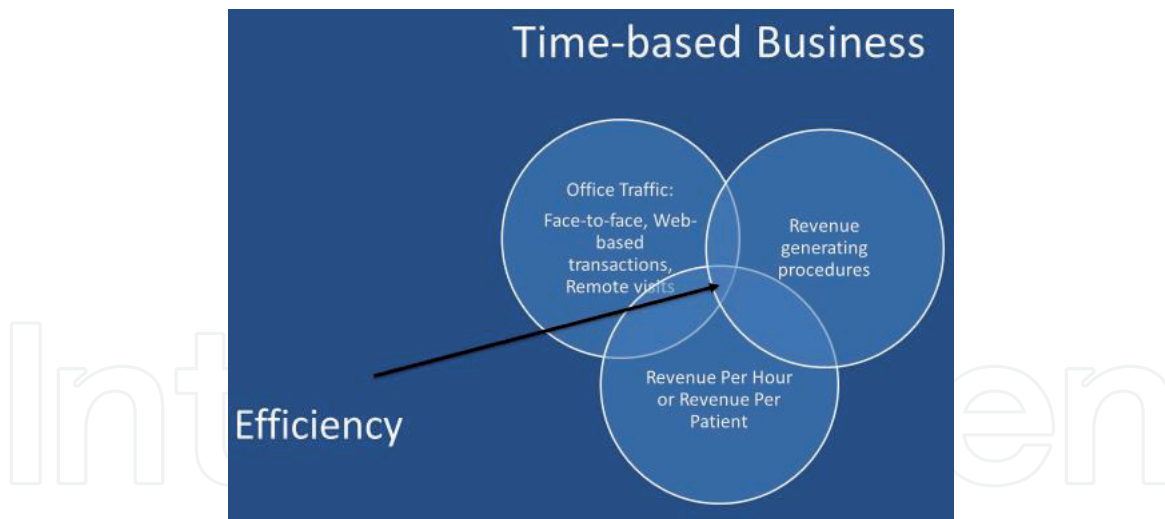 Time-based Business
Office Traffic:
Face-to-face, Web-
based
transactions,
Remote visits
Revenue
generating
procedures
Revenue Per Hour
or Revenue Per
Patient
Efficiency